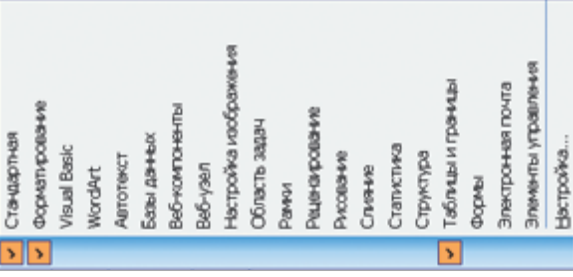 Стандартная
Форматирование
Visual Basic
WordArt
Автотекст
Базы данных
Веб-компоненты
Веб-узел
Настройка изображения
Область задач
Рамки
Рецензирование
Рисование
Слияние
Статистика
Структура
Таблицы и границы
Формы
Электронная почта
Элементы управления
Настройка...